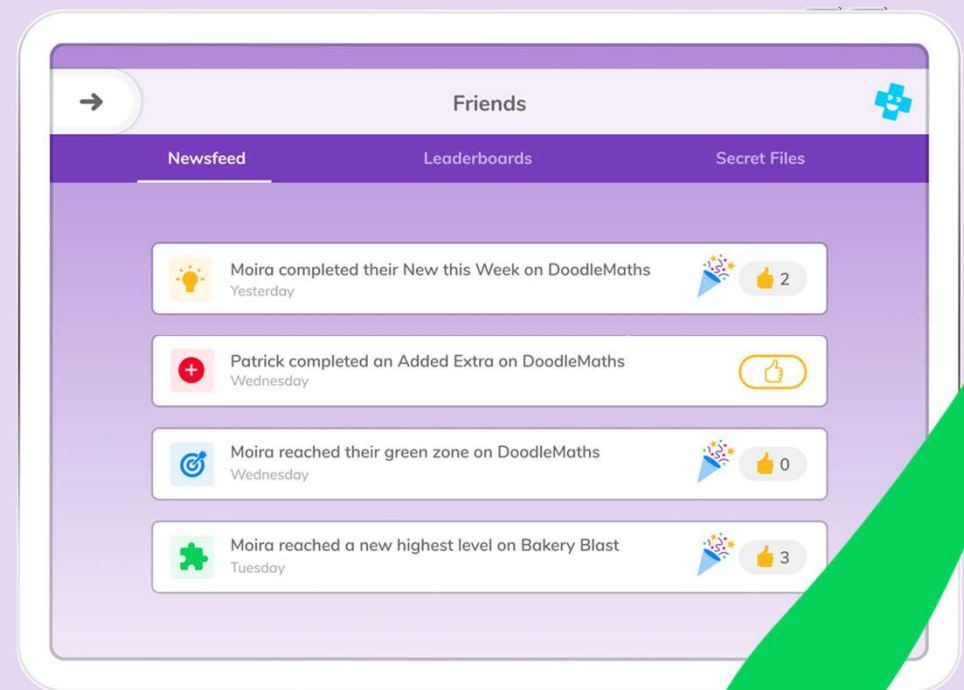 Friends
Newsfeed Leaderboards Secret Files
Moira completed their New this Week on DoodleMaths
Yesterday
2
Patrick completed an Added Extra on DoodleMaths
Wednesday
Moira reached their green zone on DoodleMaths
Wednesday
0
Moira reached a new highest level on Bakery Blast
Tuesday
3